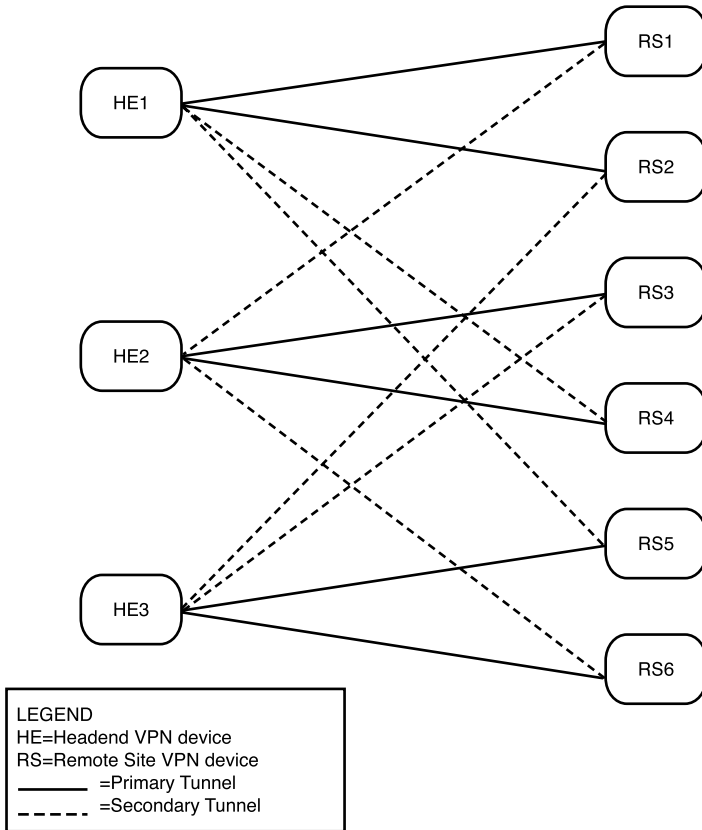 RS1
HE1
RS2
RS3
HE2
RS4
RS5
HE3
RS6
LEGEND
HE=Headend VPN device
RS=Remote Site VPN device
=Primary Tunnel
=Secondary Tunnel